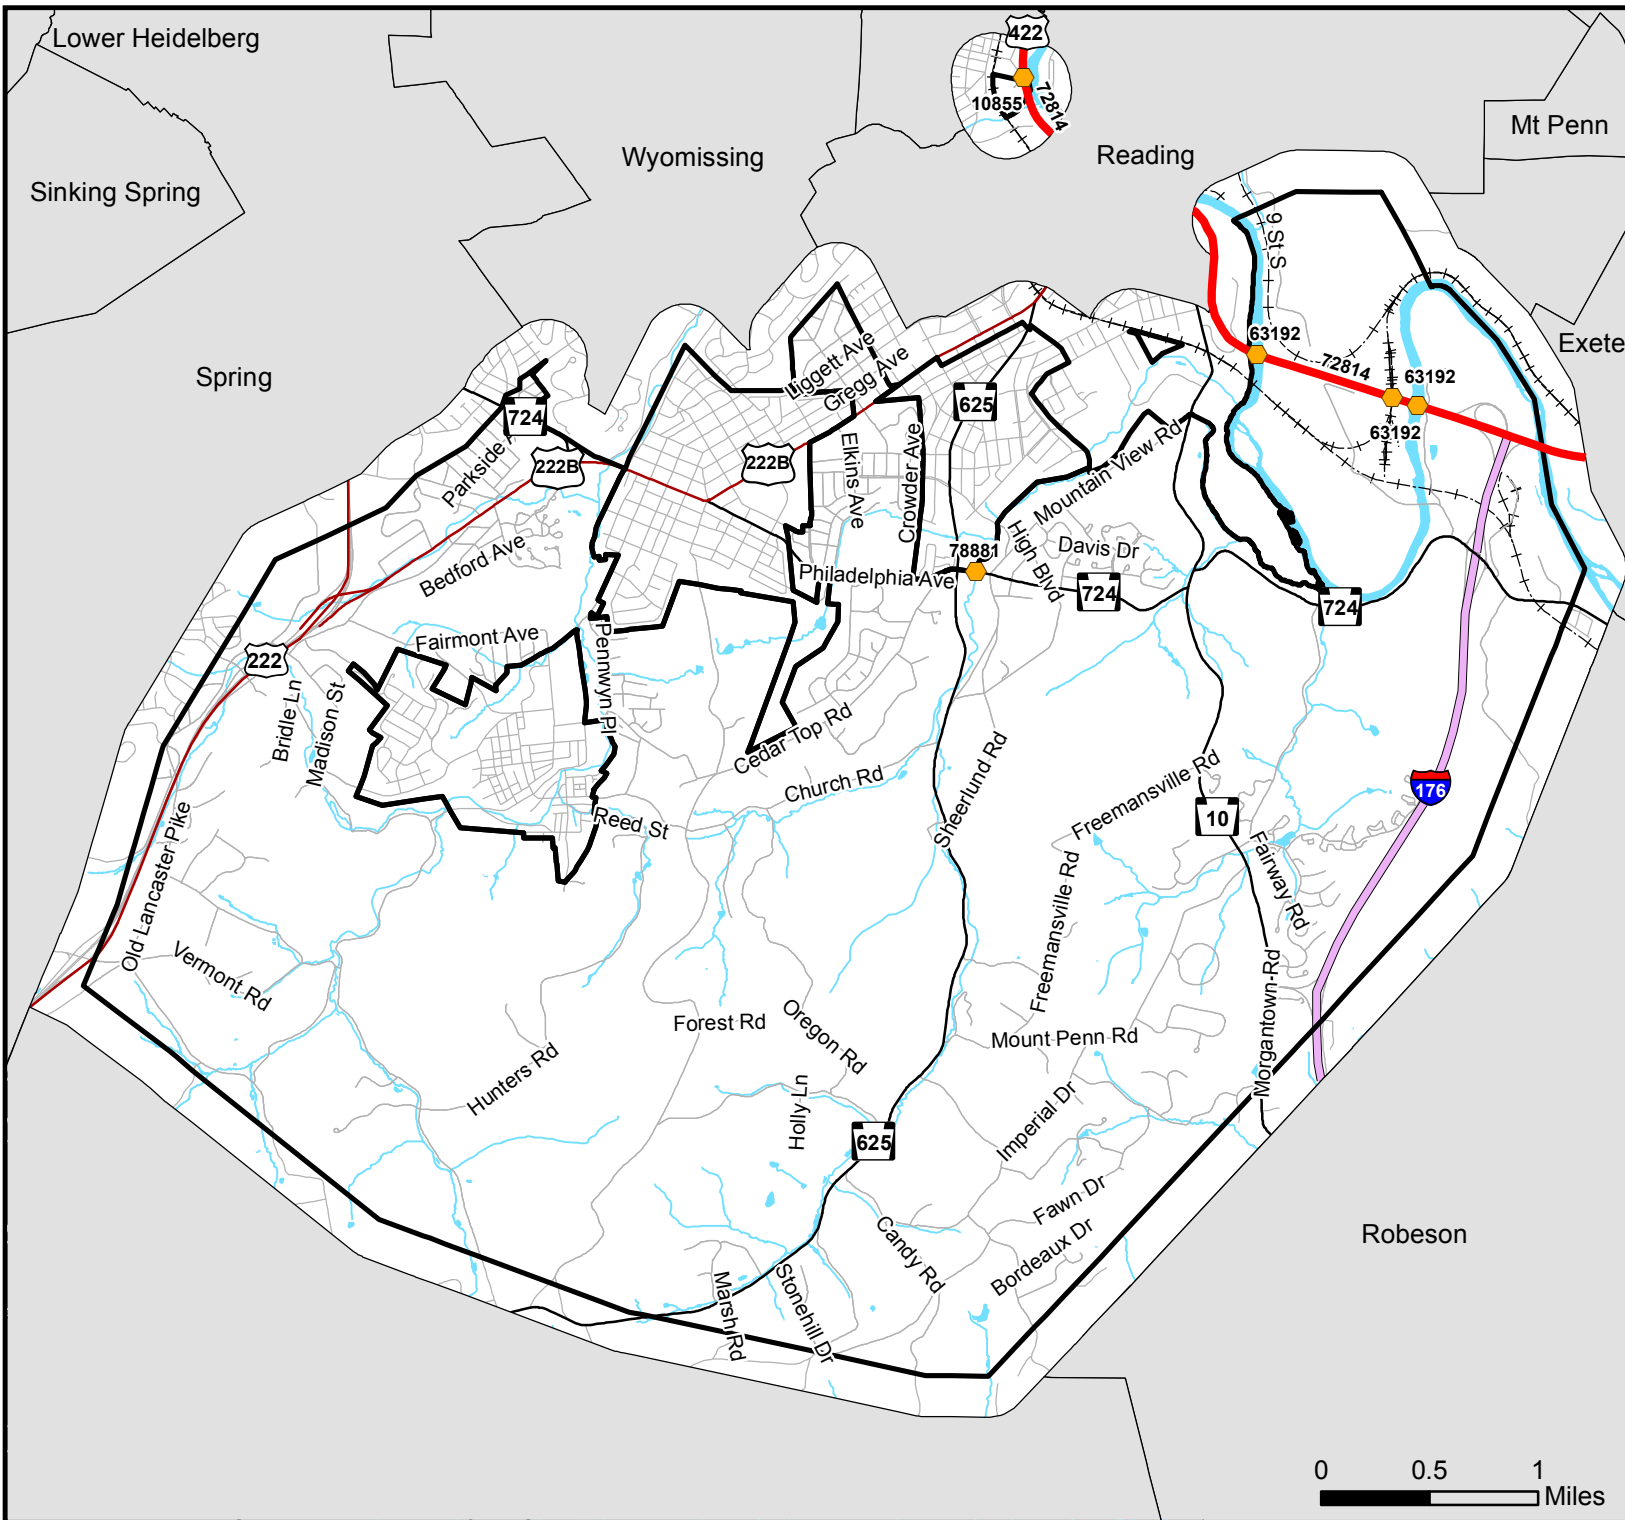 Lower Heidelberg
422
Mt Penn
10855
72814
Wyomissing
Reading
Sinking Spring
9 St S
Exete
63192
72814
63192
63192
Spring
Liggett Ave
Gregg Ave
625
724
Parkside
222B
222B
Elkins Ave
Crowder Ave
Mountain View Rd
High Blvd
Davis Dr
78881
Bedford Ave
Philadelphia Ave
724
724
Fairmont Ave
Pennwyn Pl
222
Bridle Ln
Madison St
Cedar Top Rd
Church Rd
Sheerlund Rd
Freemansville Rd
176
10
Reed St
Old Lancaster Pike
Fairway Rd
Freemansville Rd
Vermont Rd
Forest Rd
Oregon Rd
Mount Penn Rd
Morgantown Rd
Hunters Rd
Holly Ln
Imperial Dr
625
Fawn Dr
Bordeaux Dr
Candy Rd
Robeson
Marsh Rd
Stonehill Dr
0 0.5 1
Miles